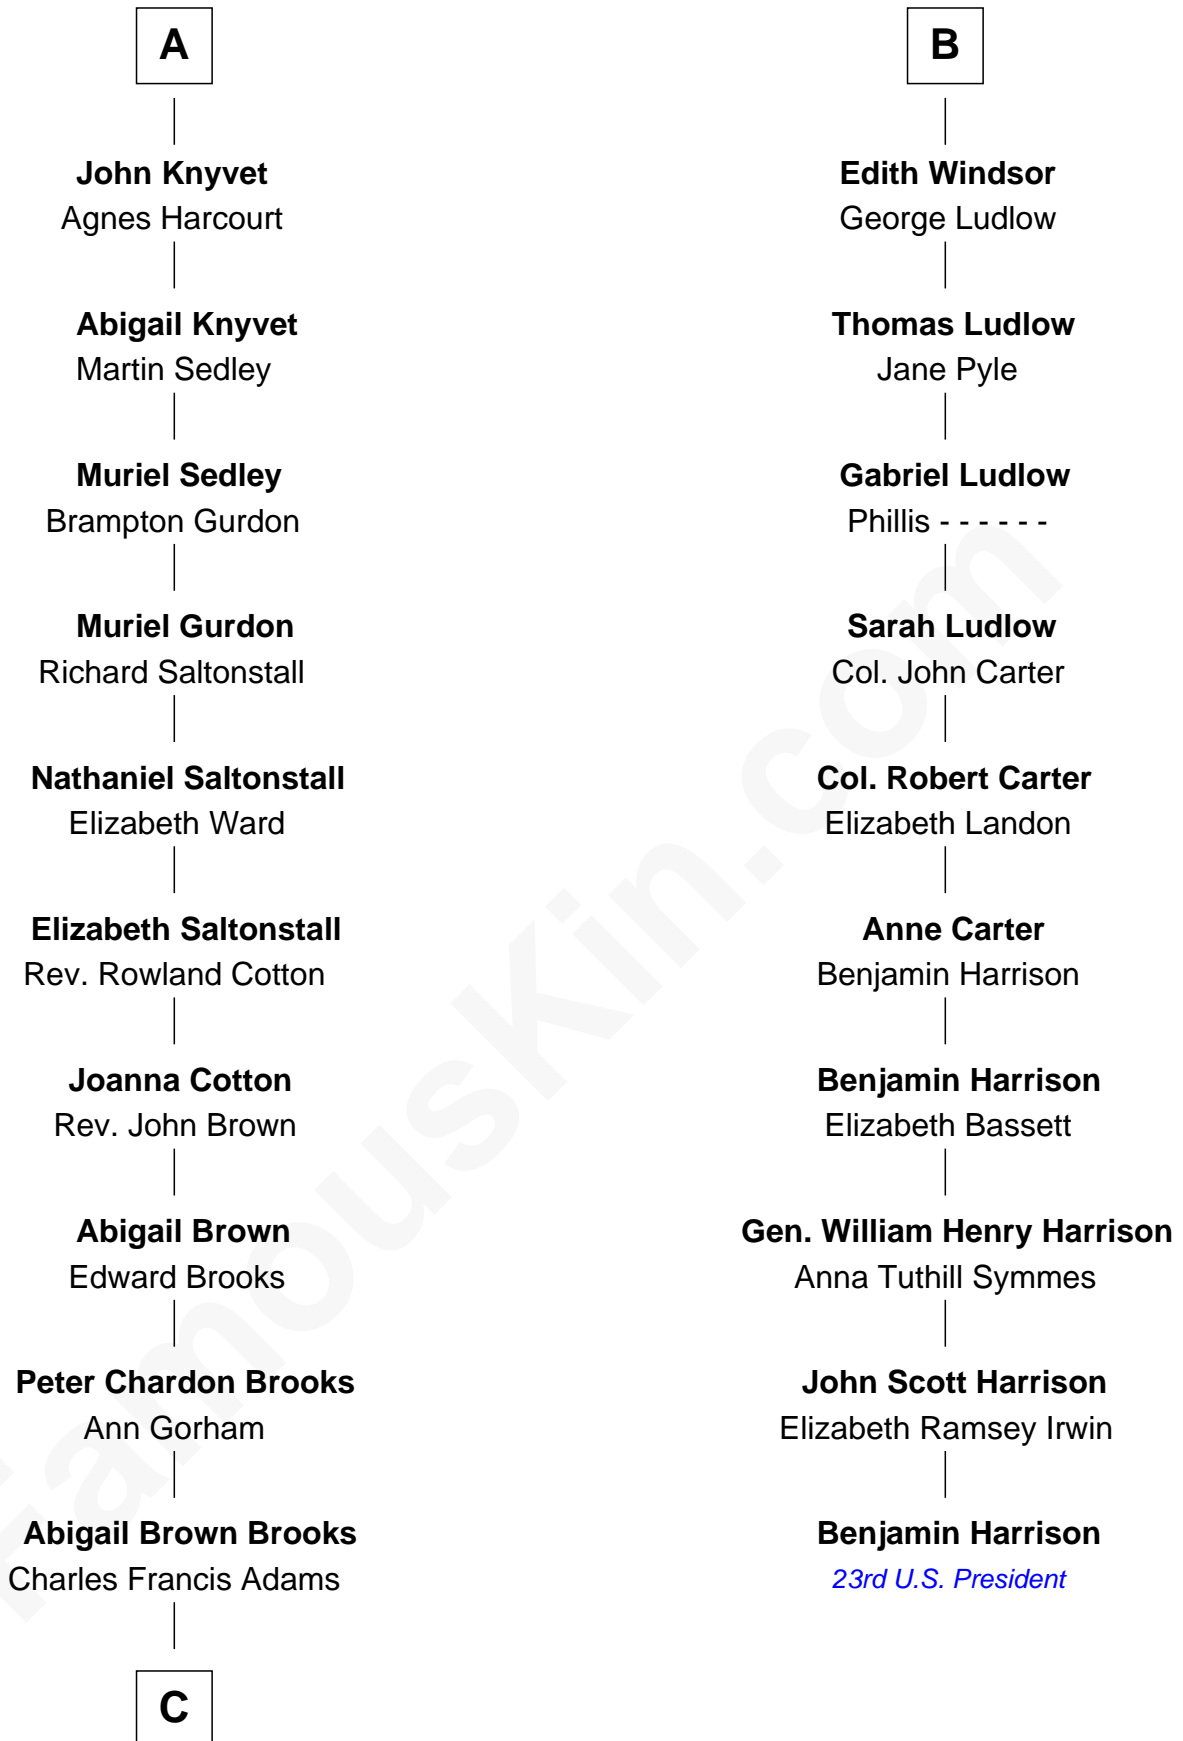 A
John Knyvet
Agnes Harcourt
Abigail Knyvet
Martin Sedley
Muriel Sedley
Brampton Gurdon
Muriel Gurdon
Richard Saltonstall
Nathaniel Saltonstall
Elizabeth Ward
Elizabeth Saltonstall
Rev. Rowland Cotton
Joanna Cotton
Rev. John Brown
Abigail Brown
Edward Brooks
Peter Chardon Brooks
Ann Gorham
Abigail Brown Brooks
Charles Francis Adams
C
B
Edith Windsor
George Ludlow
Thomas Ludlow
Jane Pyle
Gabriel Ludlow
Phillis - - - - - -
Sarah Ludlow
Col. John Carter
Col. Robert Carter
Elizabeth Landon
Anne Carter
Benjamin Harrison
Benjamin Harrison
Elizabeth Bassett
Gen. William Henry Harrison
Anna Tuthill Symmes
John Scott Harrison
Elizabeth Ramsey Irwin
Benjamin Harrison
23rd U.S. President
FamousKin.com